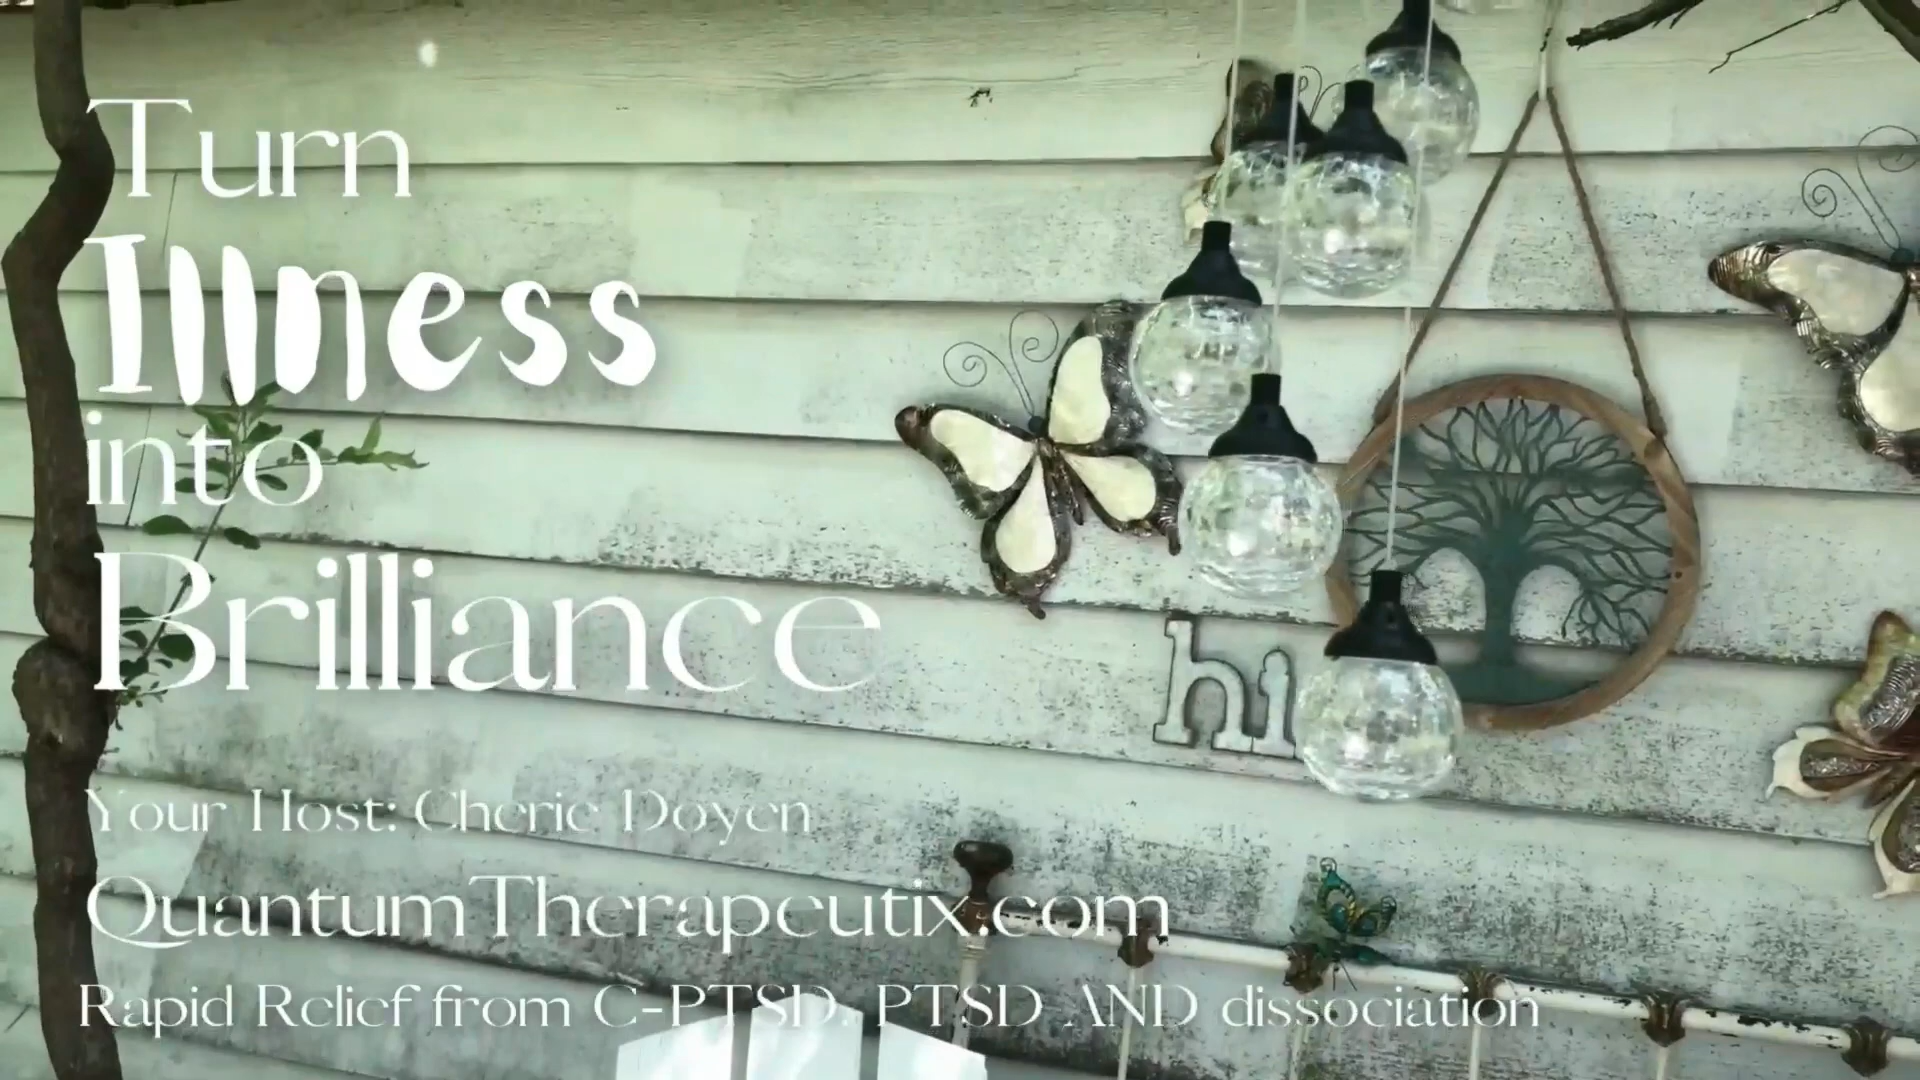 Turn
Illness
into
Brilliance
hi
Your Host: Cherie Doyen
QuantumTherapeutix.com
Rapid Relief from C-PTSD, PTSD AND dissociation